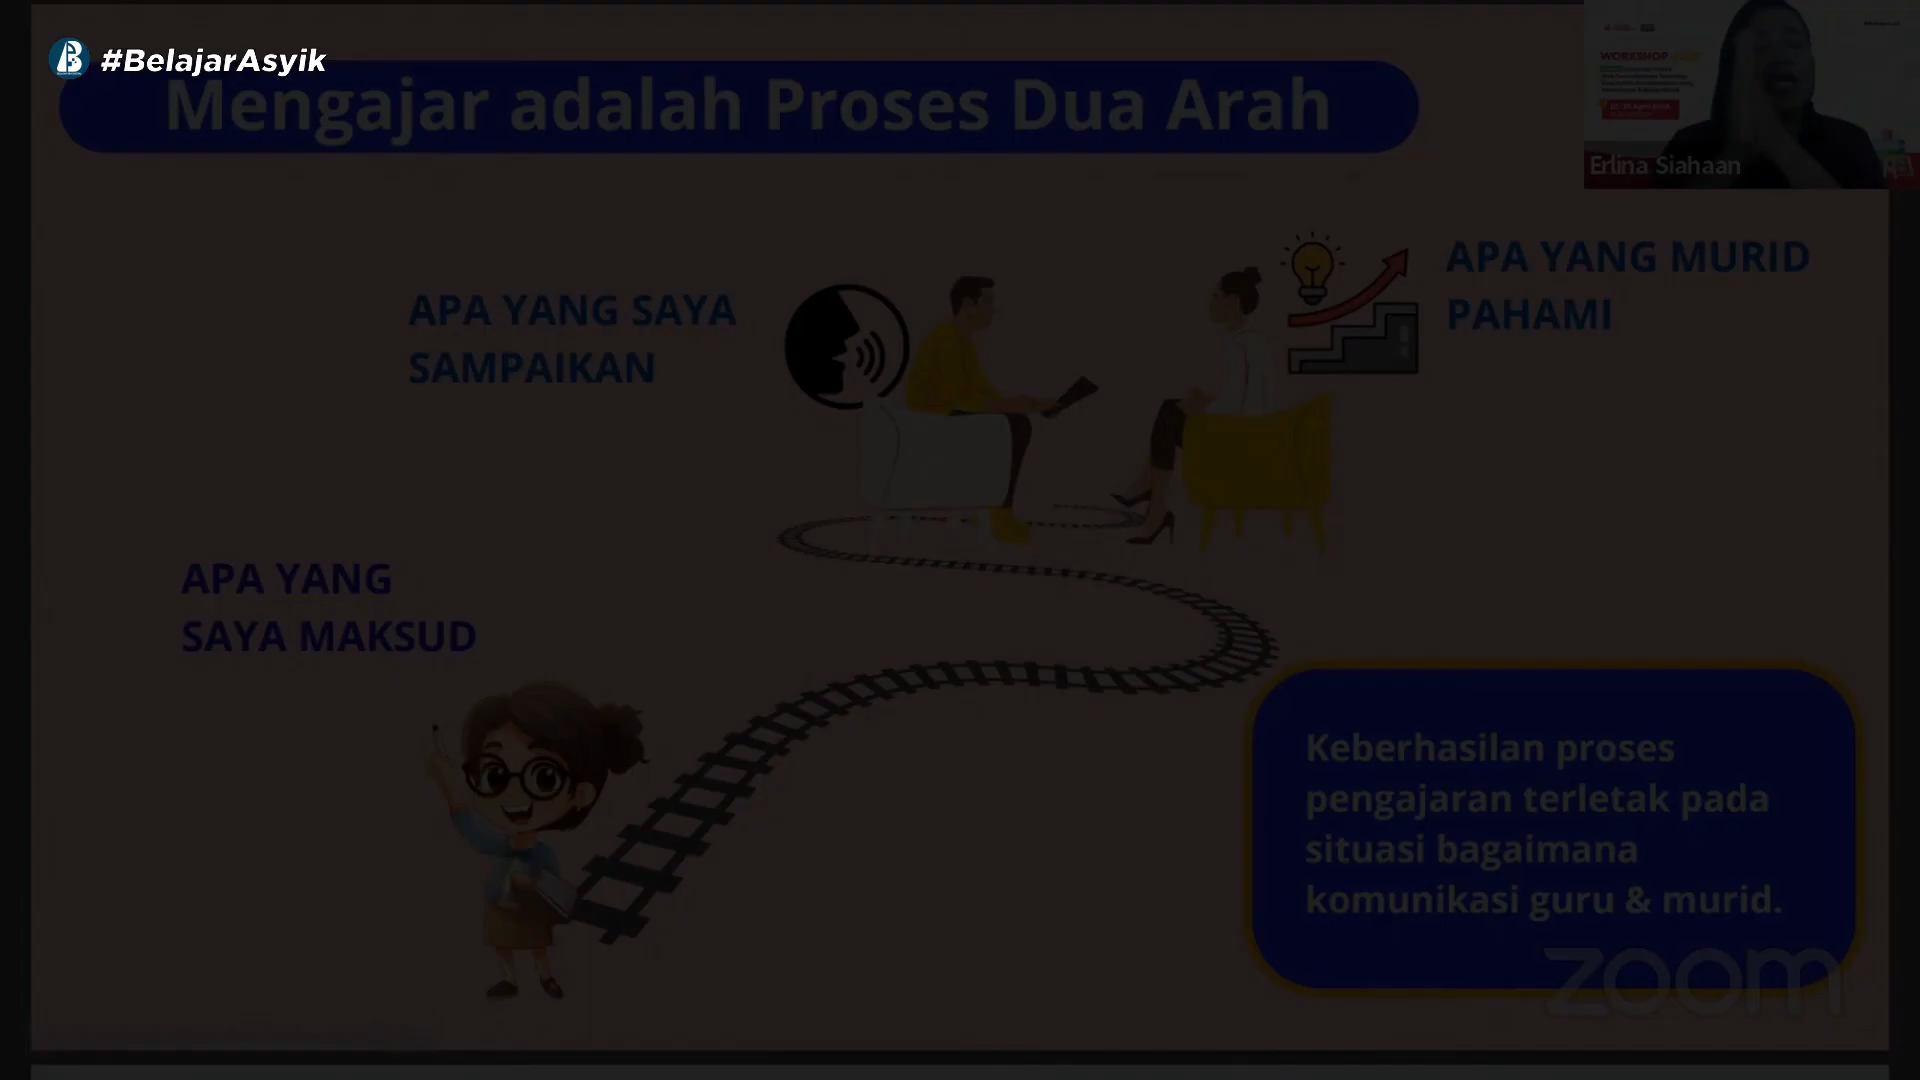 #BelajarAsyik
Mengajar adalah Proses Dua Arah
WORKSHOP
Erlina Siahaan
APA YANG SAYA
SAMPAIKAN
APA YANG MURID
PAHAMI
APA YANG
SAYA MAKSUD
Keberhasilan proses
pengajaran terletak pada
situasi bagaimana
komunikasi guru & murid.
zoom